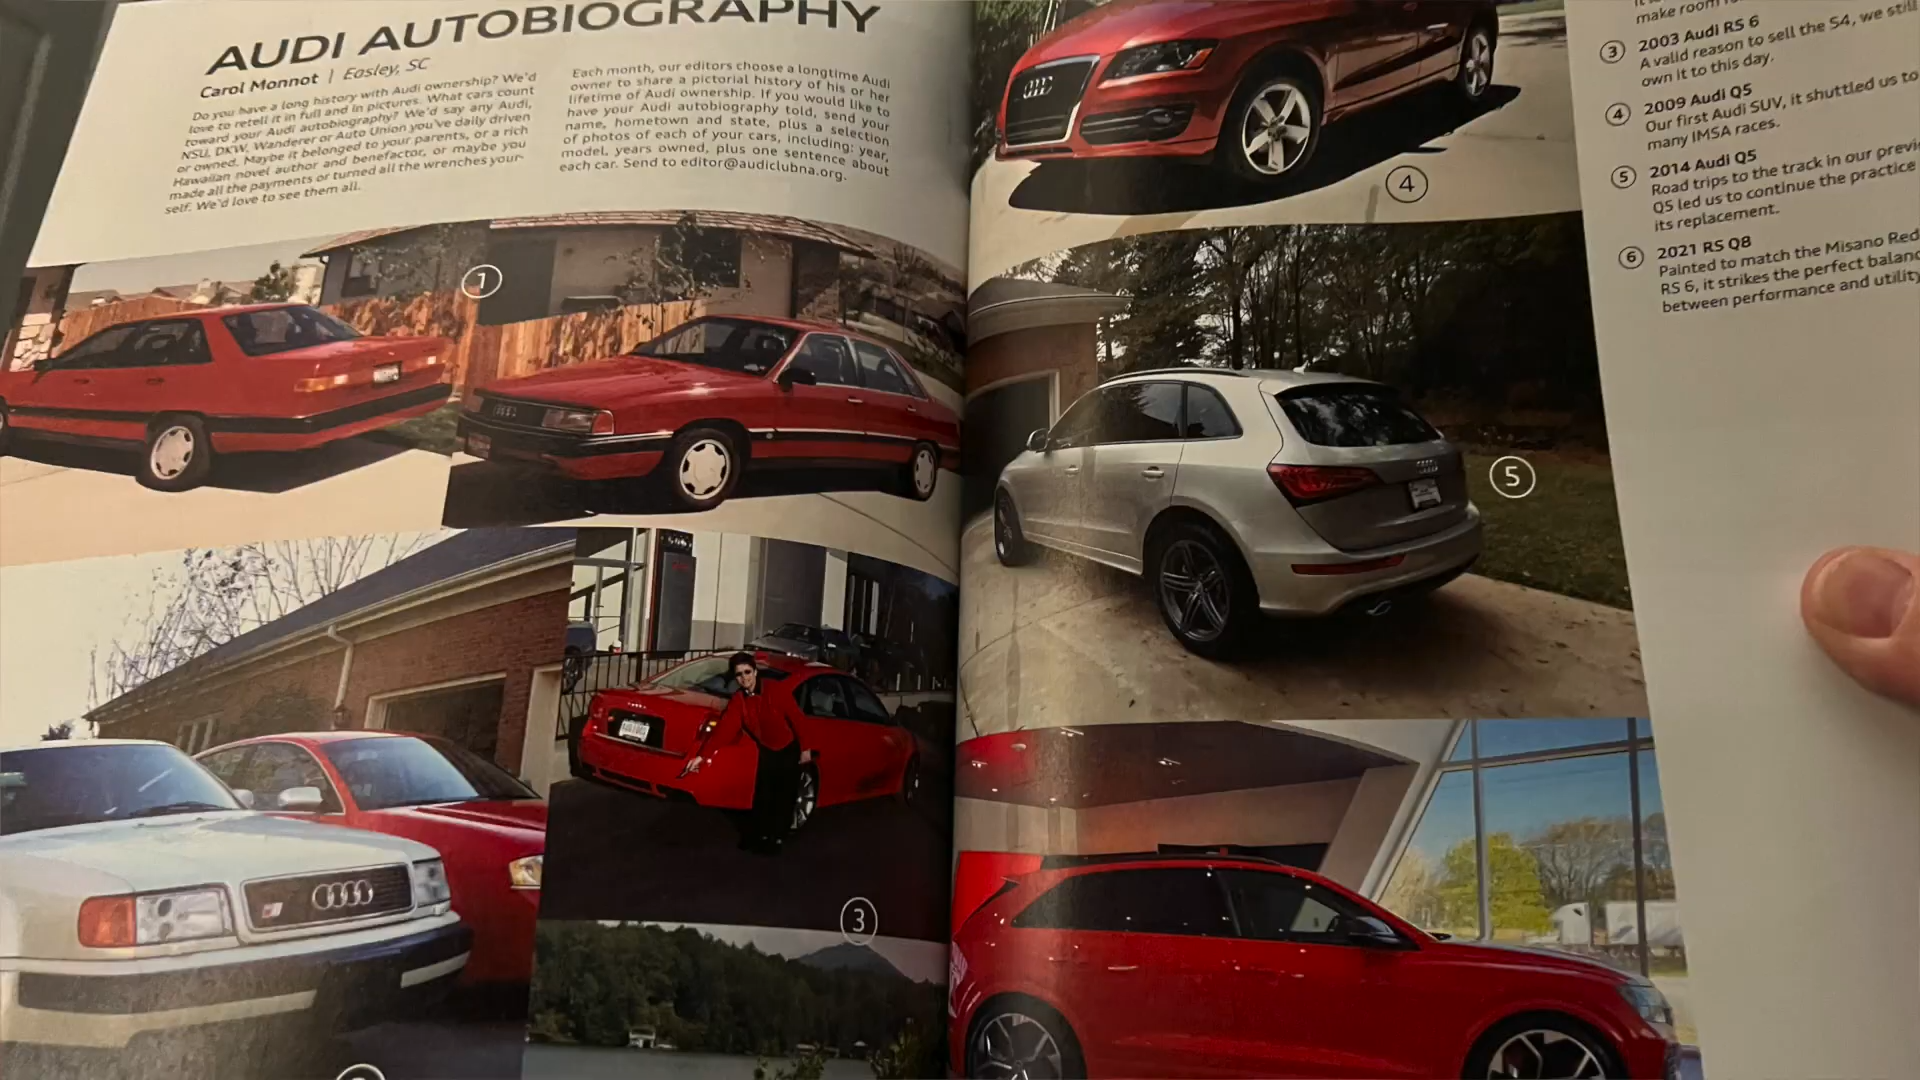 AUDI AUTOBIOGRAPHY
Carol Monnot | Easley, SC
Do you have a long history with Audi ownership? We'd
love to retell it in full and in pictures. What cars count
toward your Audi autobiography? We'd say any Audi,
NSU, DKW, Wanderer or Auto Union you've daily driven
or owned. Maybe it belonged to your parents, or a rich
Hawaiian novel author and benefactor, or maybe you
made all the payments or turned all the wrenches your-
self. We'd love to see them all.
Each month, our editors choose a longtime Audi
owner to share a pictorial history of his or her
lifetime of Audi ownership. If you would like to
have your Audi autobiography told, send your
name, hometown and state, plus a selection
of photos of each of your cars, including: year,
model, years owned, plus one sentence about
each car. Send to editor@audiclubna.org.
1
3
4
5
make room
3 2003 Audi RS 6
A valid reason to sell the S4, we still
own it to this day.
4 2009 Audi Q5
Our first Audi SUV, it shuttled us to
many IMSA races.
5 2014 Audi Q5
Road trips to the track in our previ
Q5 led us to continue the practice
its replacement.
6 2021 RS Q8
Painted to match the Misano Red
RS 6, it strikes the perfect balanc
between performance and utility